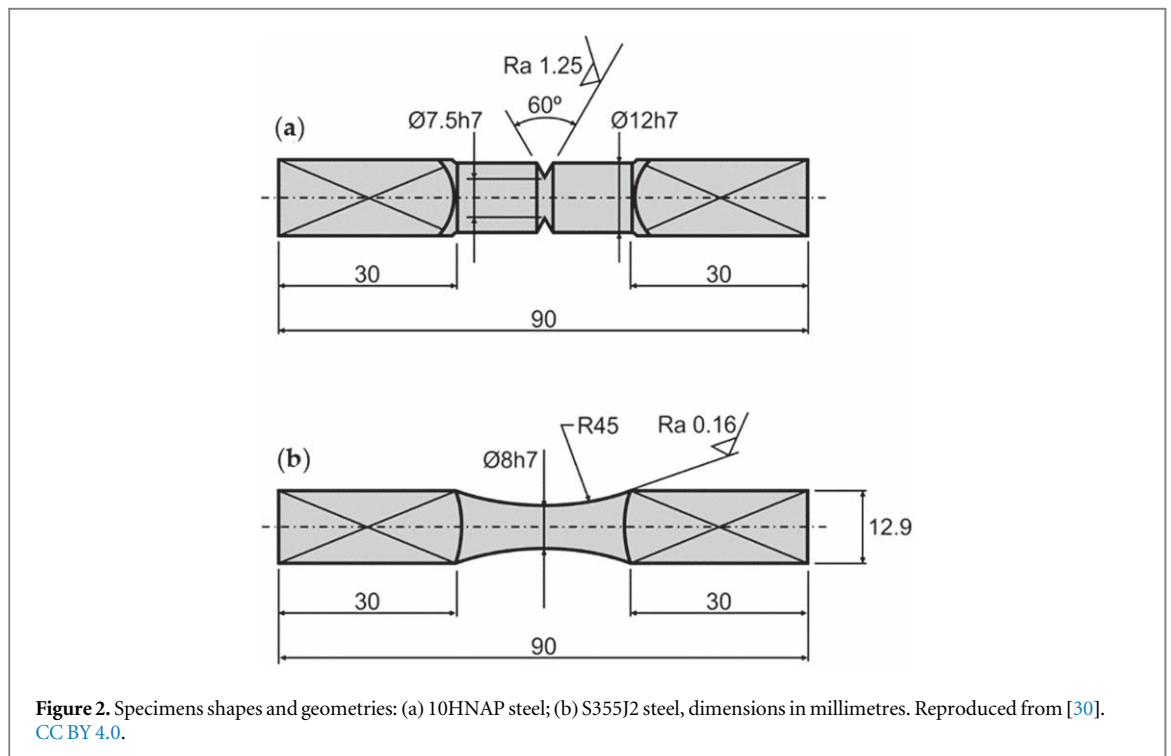 Ra 1.25
60°
(a)
Ø7.5h7
Ø12h7
30
30
90
R45
Ra 0.16
(b)
Ø8h7
12.9
30
30
90
Figure 2. Specimens shapes and geometries: (a) 10HNAP steel; (b) S355J2 steel, dimensions in millimetres. Reproduced from [30].
CC BY 4.0.